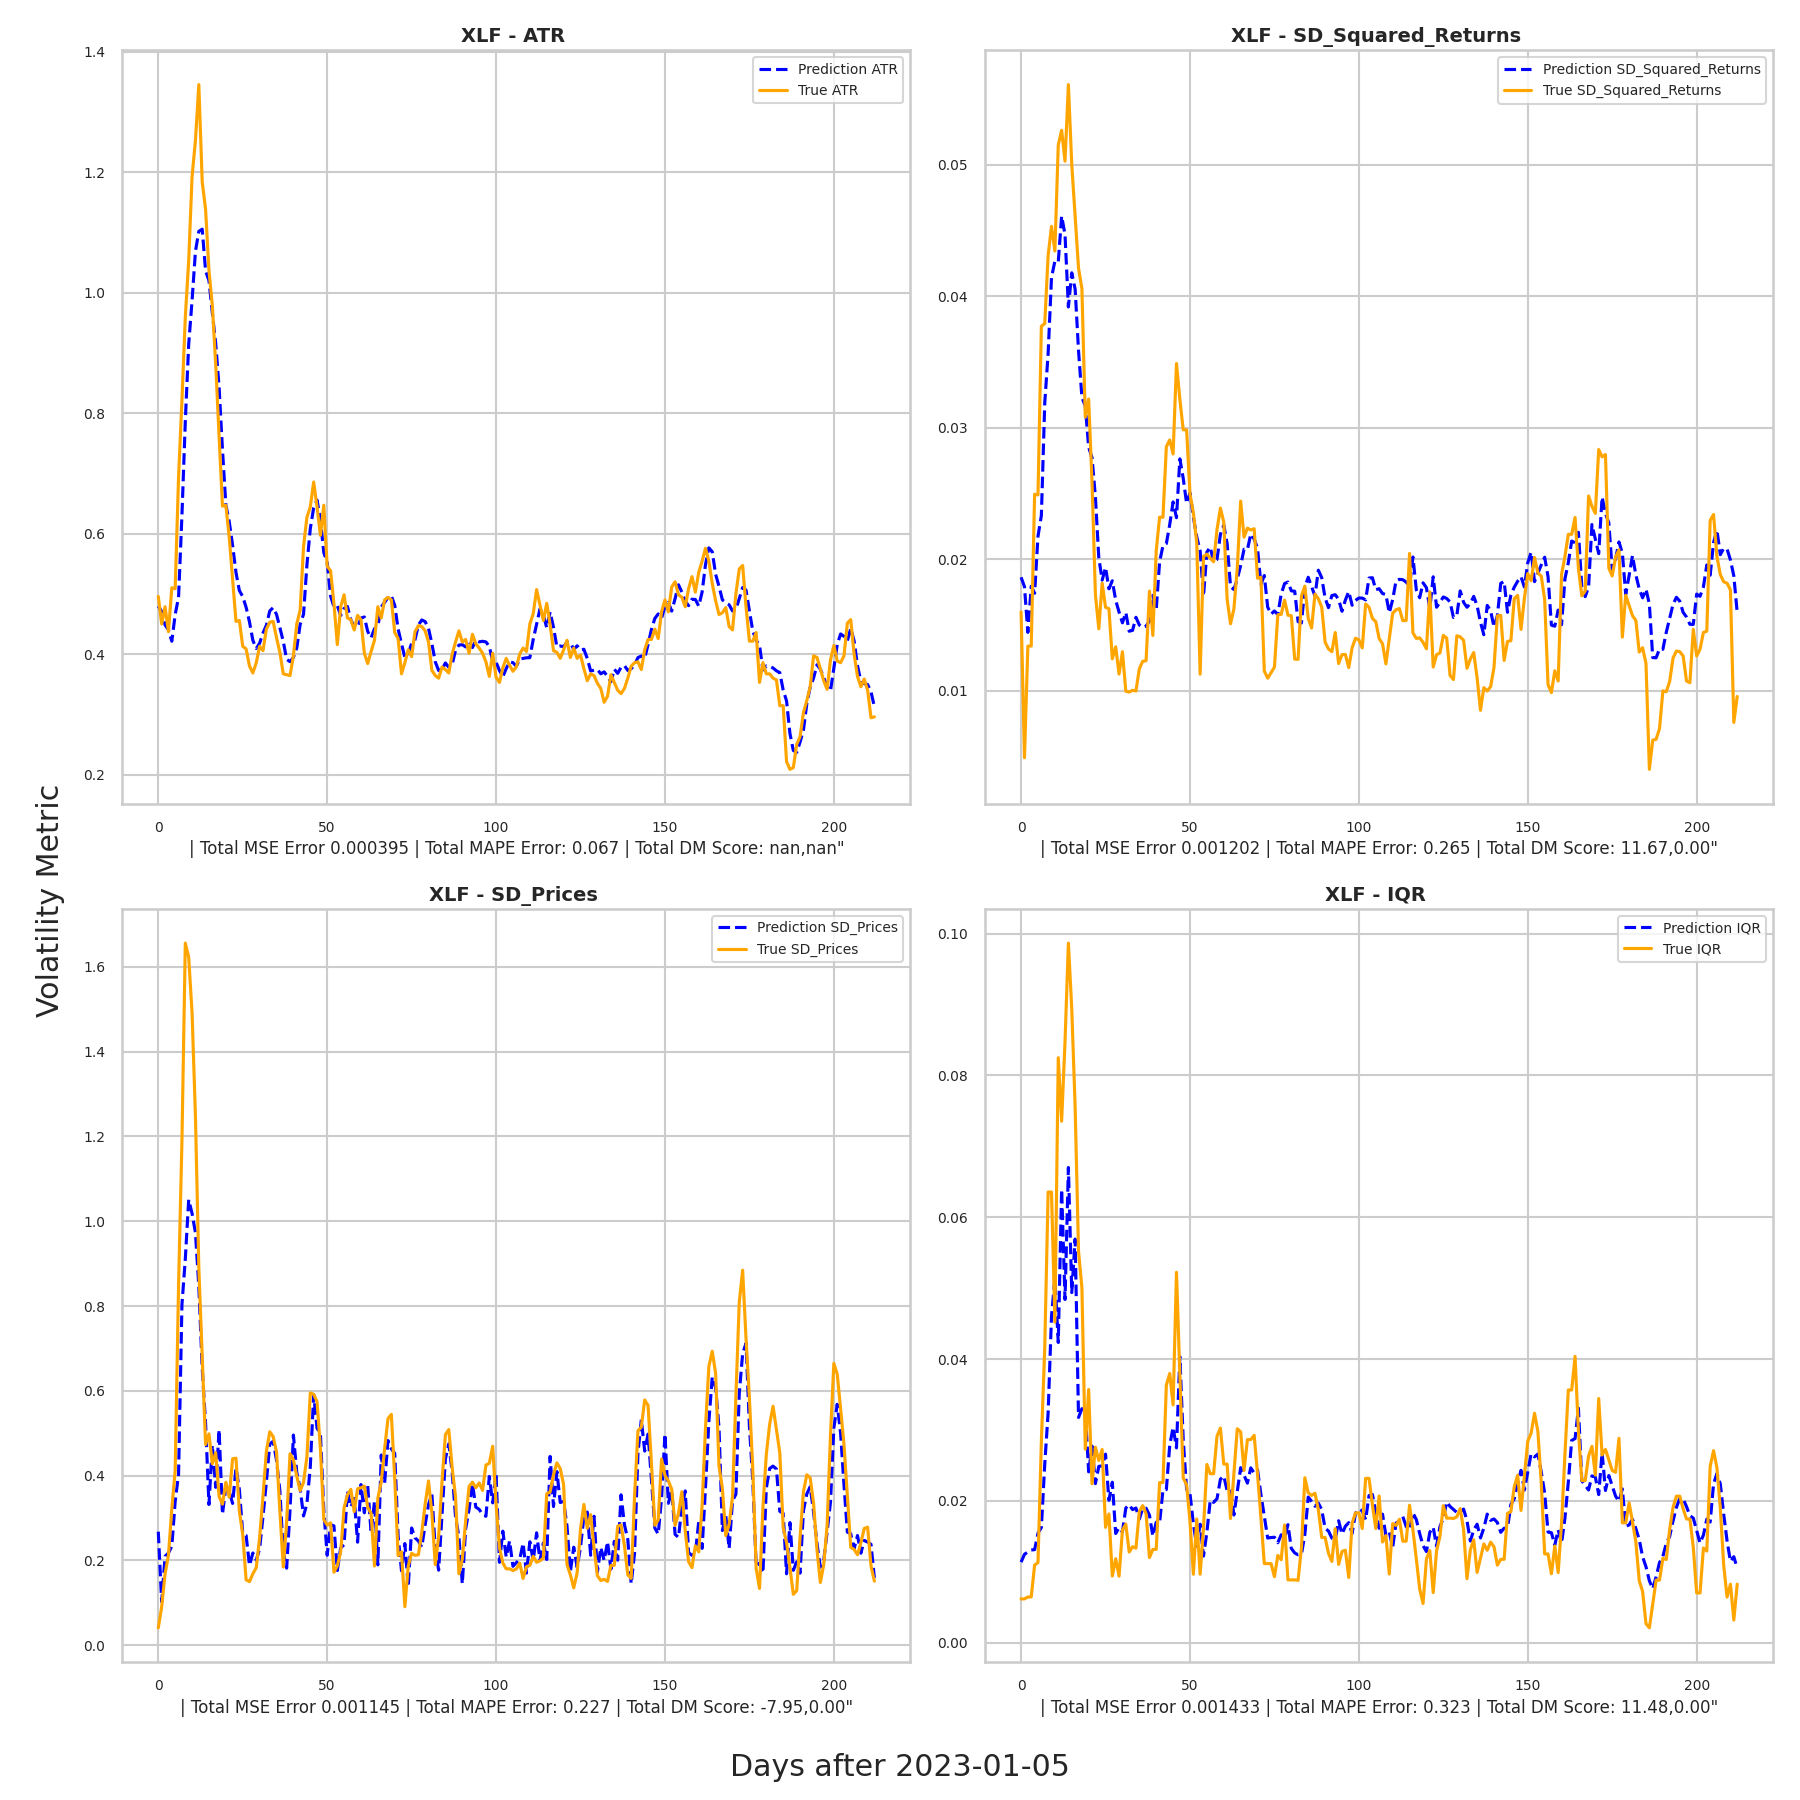 XLF - ATR
1.4
1.2
1.0
0.8
0.6
0.4
0.2
Prediction ATR
True ATR
0 50 100 150 200
| Total MSE Error 0.000395 | Total MAPE Error: 0.067 | Total DM Score: nan,nan"
XLF - SD_Squared_Returns
0.05
0.04
0.03
0.02
0.01
Prediction SD_Squared_Returns
True SD_Squared_Returns
0 50 100 150 200
| Total MSE Error 0.001202 | Total MAPE Error: 0.265 | Total DM Score: 11.67,0.00"
Volatility Metric
XLF - SD_Prices
1.6
1.4
1.2
1.0
0.8
0.6
0.4
0.2
0.0
Prediction SD_Prices
True SD_Prices
0 50 100 150 200
| Total MSE Error 0.001145 | Total MAPE Error: 0.227 | Total DM Score: -7.95,0.00"
XLF - IQR
0.10
0.08
0.06
0.04
0.02
0.00
Prediction IQR
True IQR
0 50 100 150 200
| Total MSE Error 0.001433 | Total MAPE Error: 0.323 | Total DM Score: 11.48,0.00"
Days after 2023-01-05